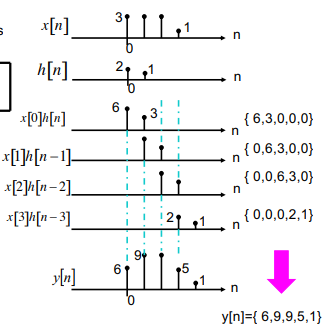 s
x[n] 3 1 n
0
h[n] 2 1 n
0
x[0]h[n] 6 3 n { 6,3,0,0,0}
x[1]h[n−1] n { 0,6,3,0,0}
x[2]h[n−2] n { 0,0,6,3,0}
x[3]h[n−3] 2 1 n { 0,0,0,2,1}
y[n] 6 9 5 1 n
0
y[n]={ 6,9,9,5,1}